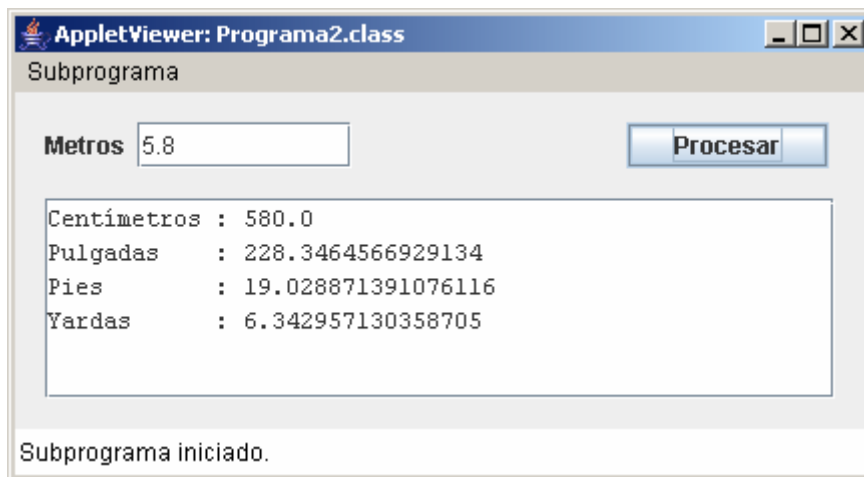 AppletViewer: Programa2.class
Subprograma
Metros 5.8 Procesar
Centímetros : 580.0
Pulgadas : 228.3464566929134
Pies : 19.028871391076116
Yardas : 6.342957130358705
Subprograma iniciado.